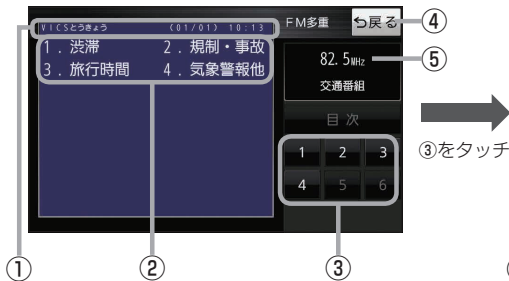 VICSとうきょう (01/01) 10:13
FM多重
戻る
④
1．渋滞 2．規制・事故
3．旅行時間 4．気象警報他
82.5MHz
⑤
交通番組
目次
1 2 3
4 5 6
③をタッチ
① ② ③